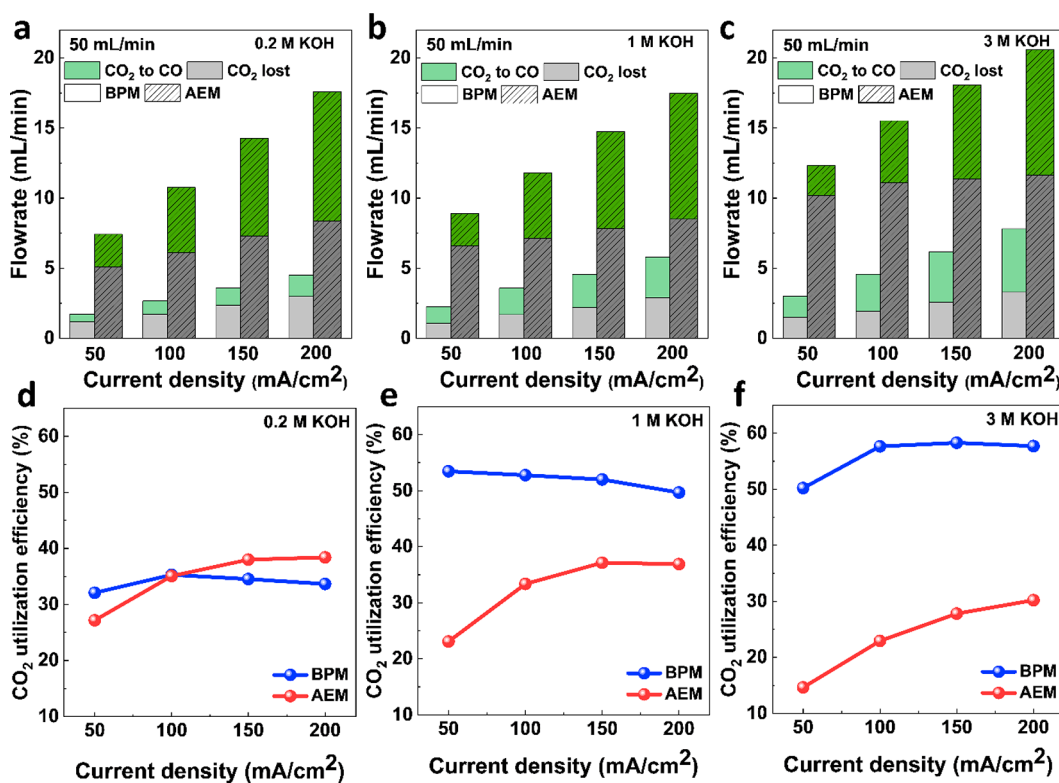 a
50 mL/min 0.2 M KOH
CO2 to CO CO2 lost
BPM AEM
20
15
10
5
0
Flowrate (mL/min)
50 100 150 200
Current density (mA/cm2)
b
50 mL/min 1 M KOH
CO2 to CO CO2 lost
BPM AEM
20
15
10
5
0
Flowrate (mL/min)
50 100 150 200
Current density (mA/cm2)
c
50 mL/min 3 M KOH
CO2 to CO CO2 lost
BPM AEM
20
15
10
5
0
Flowrate (mL/min)
50 100 150 200
Current density (mA/cm2)
d
0.2 M KOH
60
50
40
30
20
10
CO2 utilization efficiency (%)
BPM
AEM
50 100 150 200
Current density (mA/cm2)
e
1 M KOH
60
50
40
30
20
10
CO2 utilization efficiency (%)
BPM
AEM
50 100 150 200
Current density (mA/cm2)
f
3 M KOH
60
50
40
30
20
10
CO2 utilization efficiency (%)
BPM
AEM
50 100 150 200
Current density (mA/cm2)